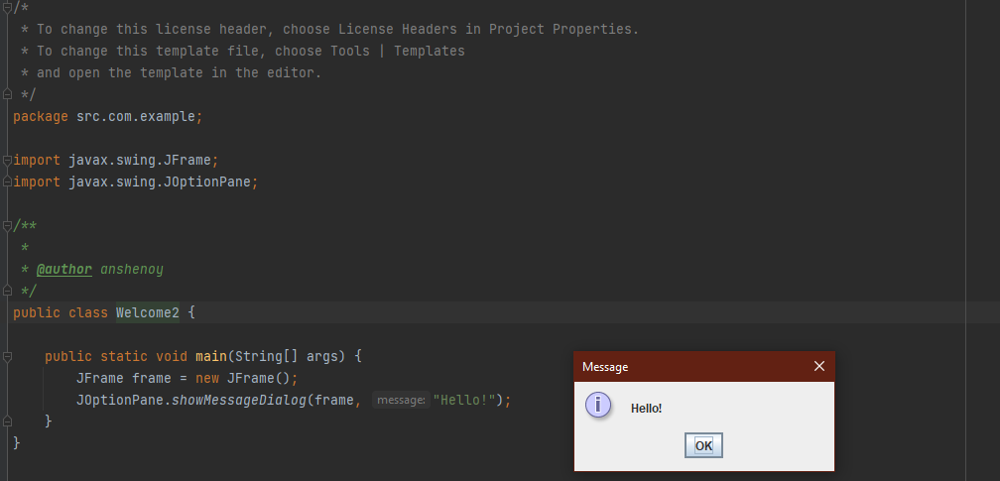 /*
 * To change this license header, choose License Headers in Project Properties.
 * To change this template file, choose Tools | Templates
 * and open the template in the editor.
 */
package src.com.example;
import javax.swing.JFrame;
import javax.swing.JOptionPane;
/**
 *
 * @author anshenoy
 */
public class Welcome2 {
    public static void main(String[] args) {
        JFrame frame = new JFrame();
        JOptionPane.showMessageDialog(frame, message: "Hello!");
    }
}
Message
i
Hello!
OK